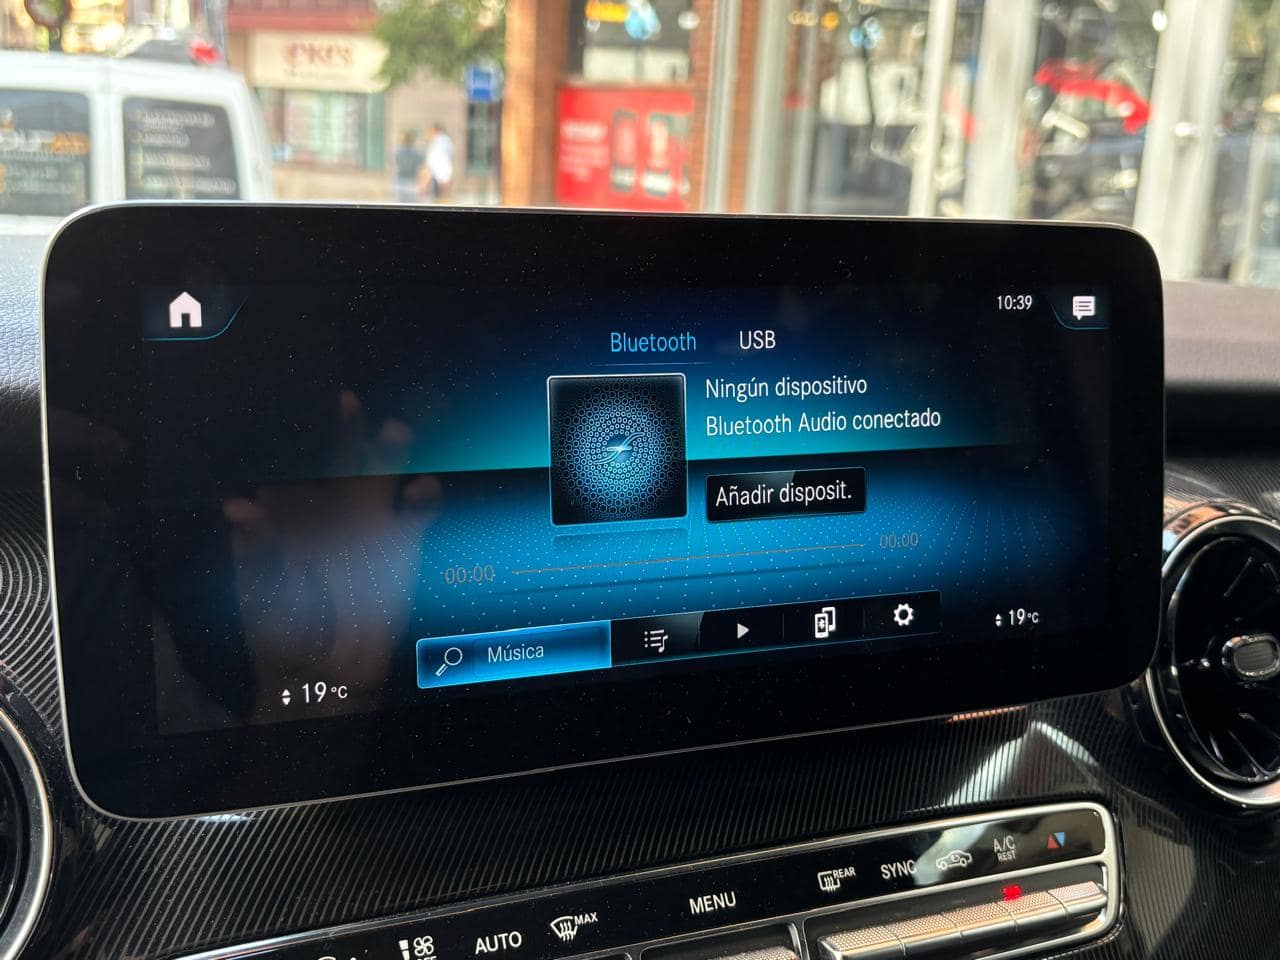 10:39
Bluetooth USB
Ningún dispositivo
Bluetooth Audio conectado
Añadir disposit.
00:00
00:00
Música
19°C
19°C
REAR
SYNC
A/C
REST
MENU
MAX
AUTO